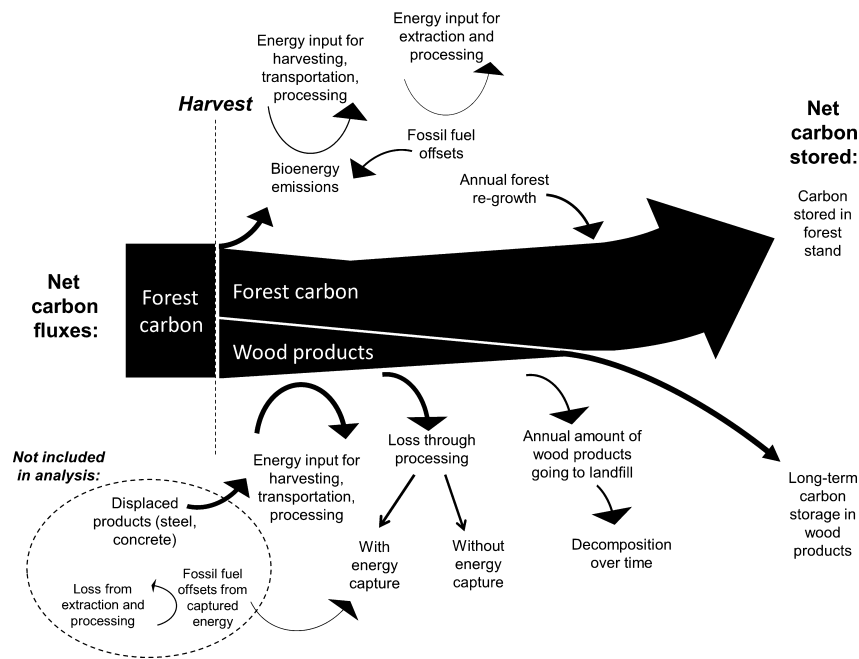 Energy input for
harvesting,
transportation,
processing
Energy input for
extraction and
processing
Harvest
Net
carbon
stored:
Fossil fuel
offsets
Bioenergy
emissions
Annual forest
re-growth
Carbon
stored in
forest
stand
Net
carbon
fluxes:
Forest
carbon
Forest carbon
Wood products
Not included
in analysis:
Energy input for
harvesting,
transportation,
processing
Loss through
processing
Annual amount of
wood products
going to landfill
Long-term
carbon
storage in
wood
products
Displaced
products (steel,
concrete)
With
energy
capture
Without
energy
capture
Decomposition
over time
Loss from
extraction and
processing
Fossil fuel
offsets from
captured
energy